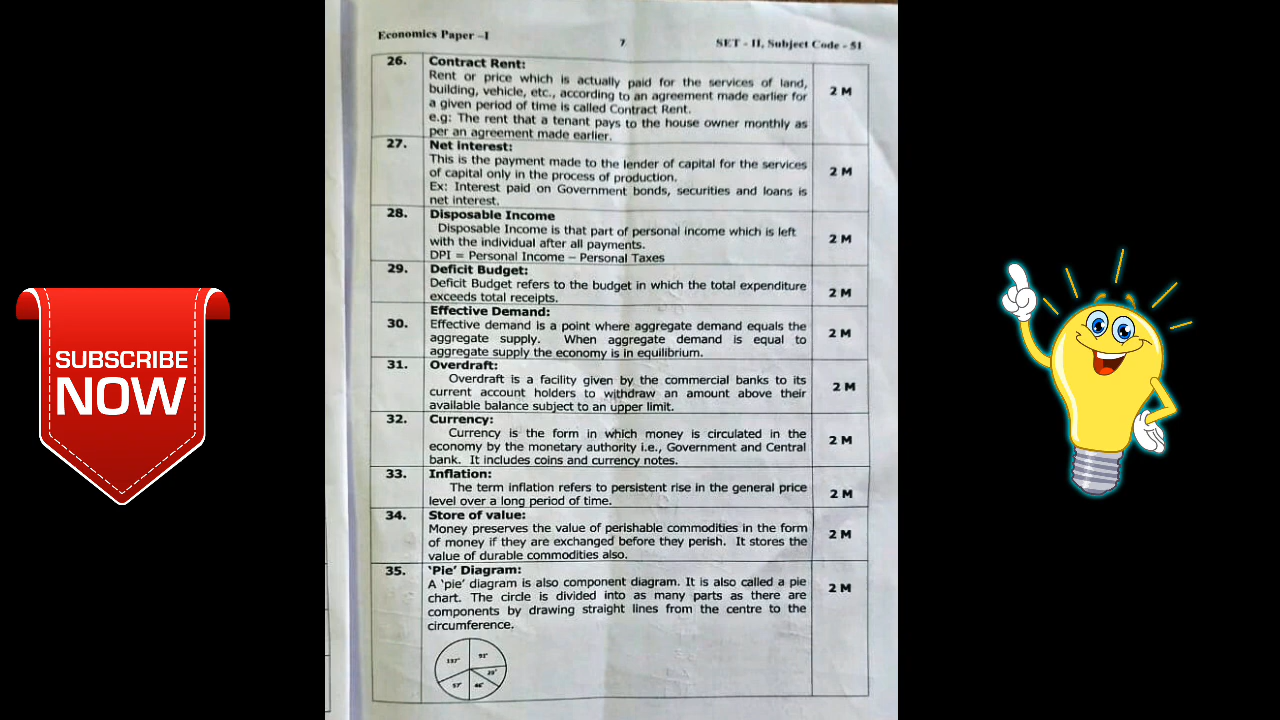 SUBSCRIBE
NOW
Economics Paper –I
7
SET - II, Subject Code - 51
26.
Contract Rent:
Rent or price which is actually paid for the services of land,
building, vehicle, etc., according to an agreement made earlier for
a given period of time is called Contract Rent.
e.g: The rent that a tenant pays to the house owner monthly as
per an agreement made earlier.
2 M
27.
Net interest:
This is the payment made to the lender of capital for the services
of capital only in the process of production.
Ex: Interest paid on Government bonds, securities and loans is
net interest.
2 M
28.
Disposable Income
Disposable Income is that part of personal income which is left
with the individual after all payments.
DPI = Personal Income – Personal Taxes
2 M
29.
Deficit Budget:
Deficit Budget refers to the budget in which the total expenditure
exceeds total receipts.
2 M
30.
Effective Demand:
Effective demand is a point where aggregate demand equals the
aggregate supply. When aggregate demand is equal to
aggregate supply the economy is in equilibrium.
2 M
31.
Overdraft:
Overdraft is a facility given by the commercial banks to its
current account holders to withdraw an amount above their
available balance subject to an upper limit.
2 M
32.
Currency:
Currency is the form in which money is circulated in the
economy by the monetary authority i.e., Government and Central
bank. It includes coins and currency notes.
2 M
33.
Inflation:
The term inflation refers to persistent rise in the general price
level over a long period of time.
2 M
34.
Store of value:
Money preserves the value of perishable commodities in the form
of money if they are exchanged before they perish. It stores the
value of durable commodities also.
2 M
35.
‘Pie’ Diagram:
A ‘pie’ diagram is also component diagram. It is also called a pie
chart. The circle is divided into as many parts as there are
components by drawing straight lines from the centre to the
circumference.
2 M
137°
57°
46°